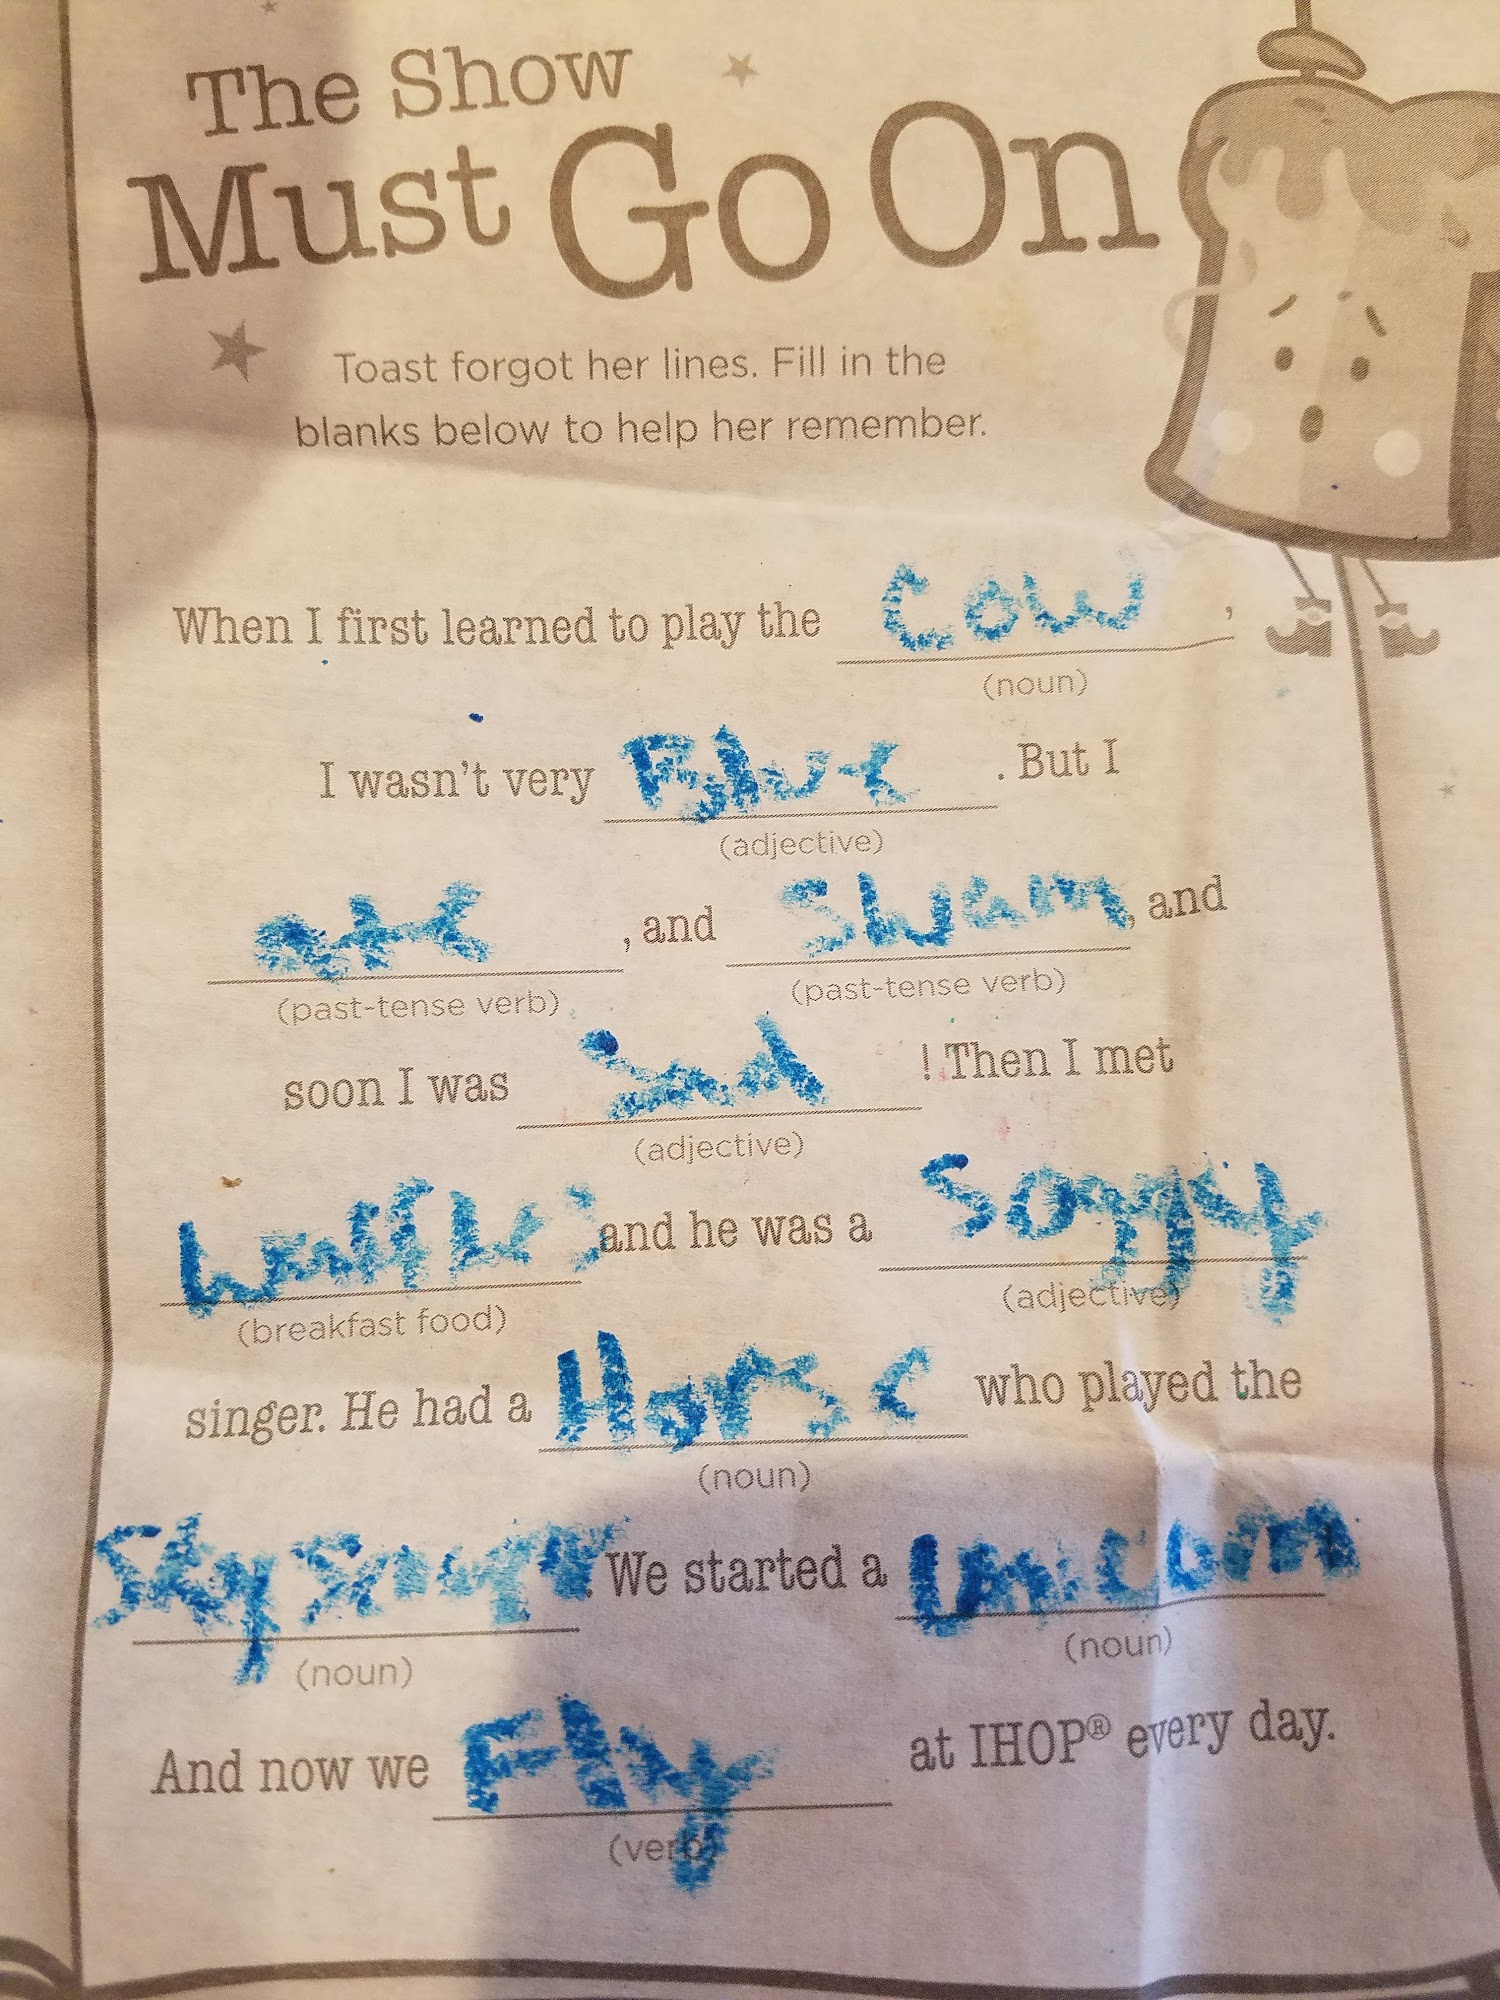 The Show
Must Go On
Toast forgot her lines. Fill in the
blanks below to help her remember.
When I first learned to play the Cow,
(noun)
I wasn't very Blue. But I
(adjective)
ate, and Swam, and
(past-tense verb) (past-tense verb)
soon I was Sad! Then I met
(adjective)
Waffle, and he was a Soggy
(breakfast food) (adjective)
singer. He had a Horse who played the
(noun)
. We started a Unicorn
(noun) (noun)
And now we Fly at IHOP® every day.
(verb)